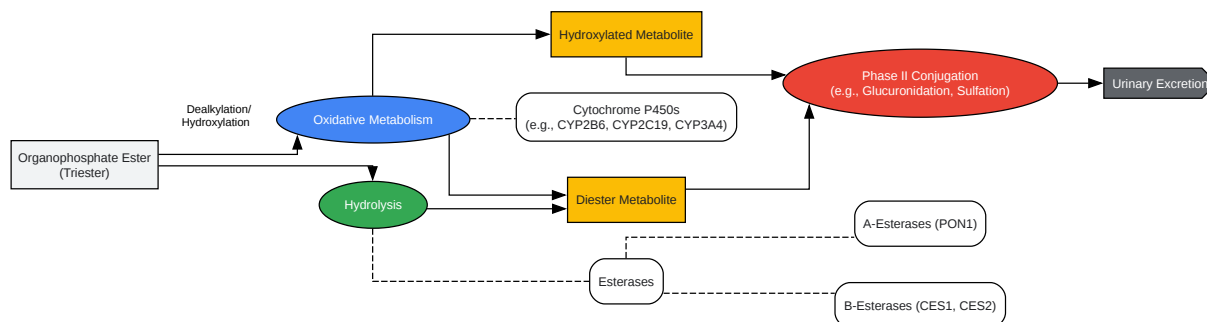 Hydroxylated Metabolite
Phase II Conjugation
(e.g., Glucuronidation, Sulfation)
Urinary Excretion
Dealkylation/
Hydroxylation
Oxidative Metabolism
Cytochrome P450s
(e.g., CYP2B6, CYP2C19, CYP3A4)
Organophosphate Ester
(Triester)
Hydrolysis
Diester Metabolite
A-Esterases (PON1)
Esterases
B-Esterases (CES1, CES2)